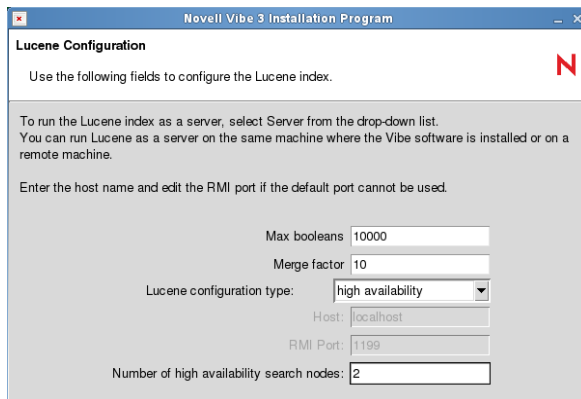 Novell Vibe 3 Installation Program
Lucene Configuration
Use the following fields to configure the Lucene index.
N
To run the Lucene index as a server, select Server from the drop-down list.
You can run Lucene as a server on the same machine where the Vibe software is installed or on a
remote machine.
Enter the host name and edit the RMI port if the default port cannot be used.
Max booleans 10000
Merge factor 10
Lucene configuration type: high availability
Host: localhost
RMI Port: 1199
Number of high availability search nodes: 2